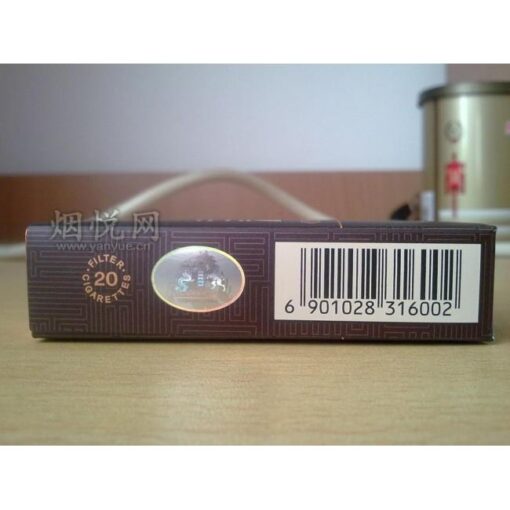 烟悦网
www.yanyue.cn
· FILTER ·
20
CIGARETTES
6 901028 316002